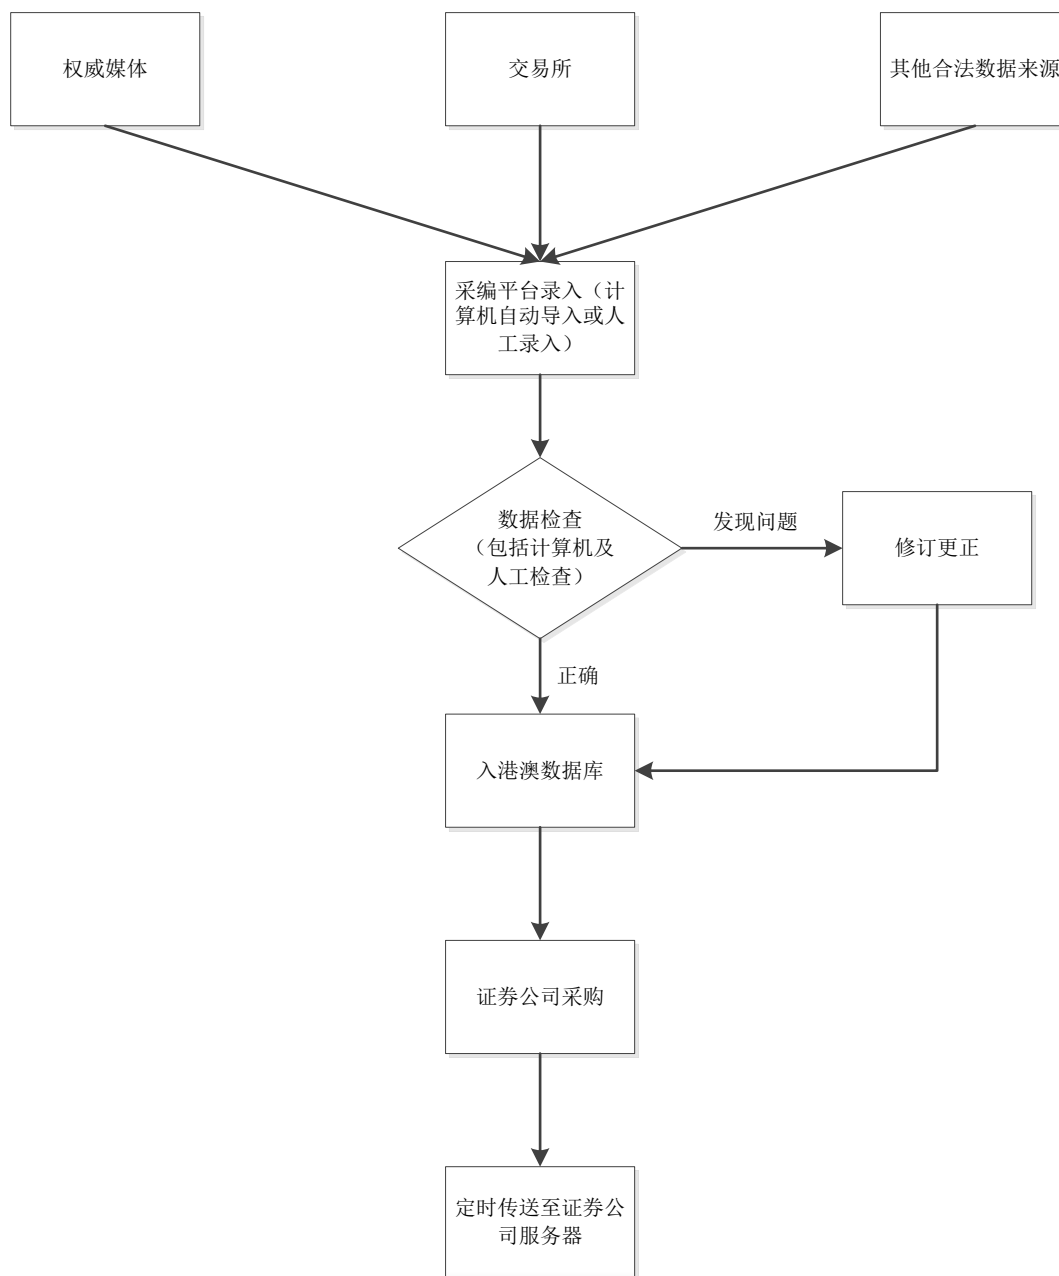 权威媒体
交易所
其他合法数据来源
采编平台录入（计
算机自动导入或人
工录入）
数据检查
（包括计算机及
人工检查）
发现问题
修订更正
正确
入港澳数据库
证券公司采购
定时传送至证券公
司服务器